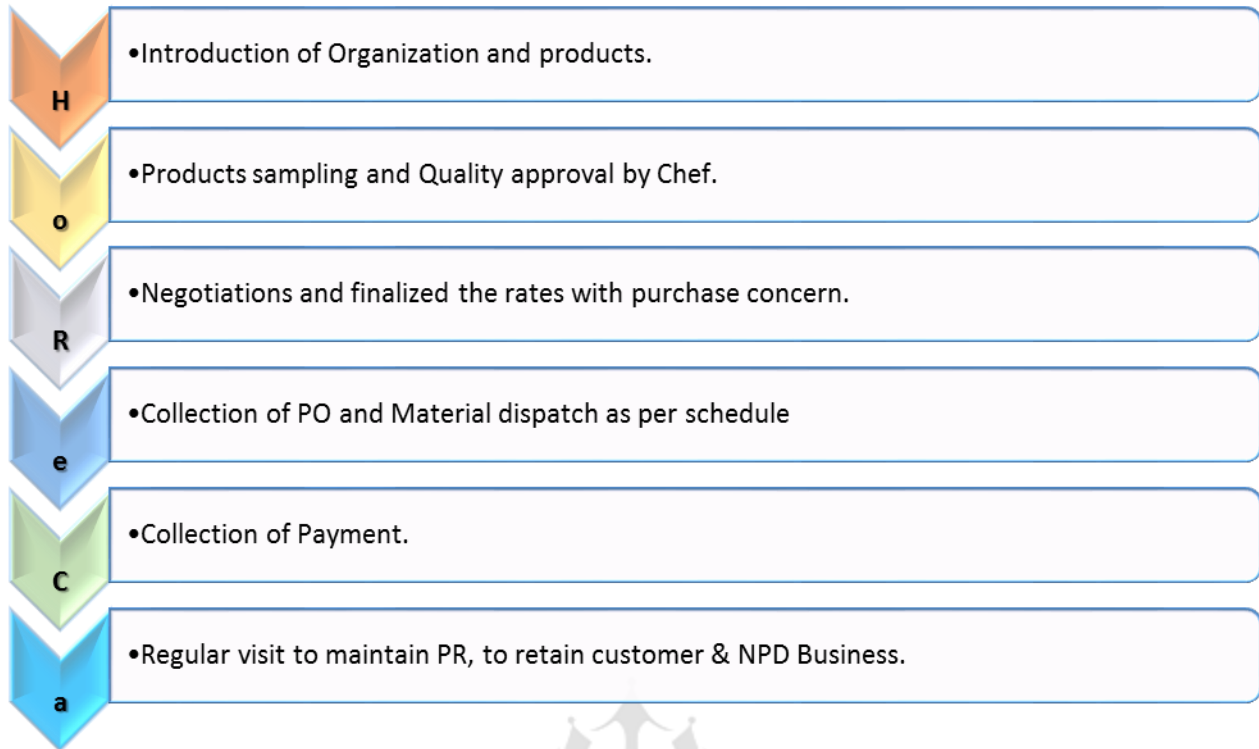 H
•Introduction of Organization and products.
o
•Products sampling and Quality approval by Chef.
R
•Negotiations and finalized the rates with purchase concern.
e
•Collection of PO and Material dispatch as per schedule
C
•Collection of Payment.
a
•Regular visit to maintain PR, to retain customer & NPD Business.